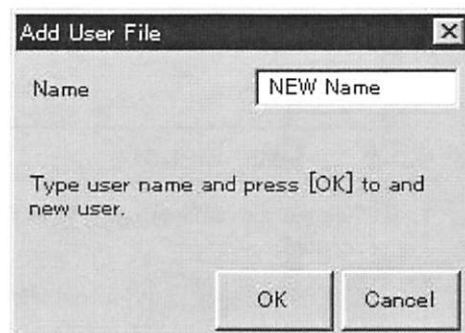 Add User File
Name
NEW Name
Type user name and press [OK] to and
new user.
OK
Cancel